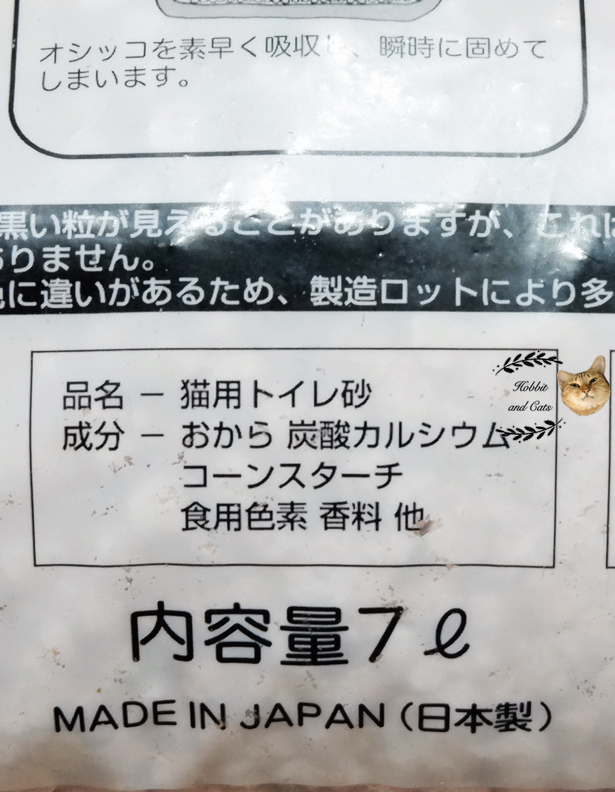 オシッコを素早く吸収し、瞬時に固めて
しまいます。
黒い粒が見えることがありますが、これは
ありません。
色に違いがあるため、製造ロットにより多
品名 － 猫用トイレ砂
成分 － おから 炭酸カルシウム
コーンスターチ
食用色素 香料 他
Hobbit
and Cats
内容量7ℓ
MADE IN JAPAN（日本製）